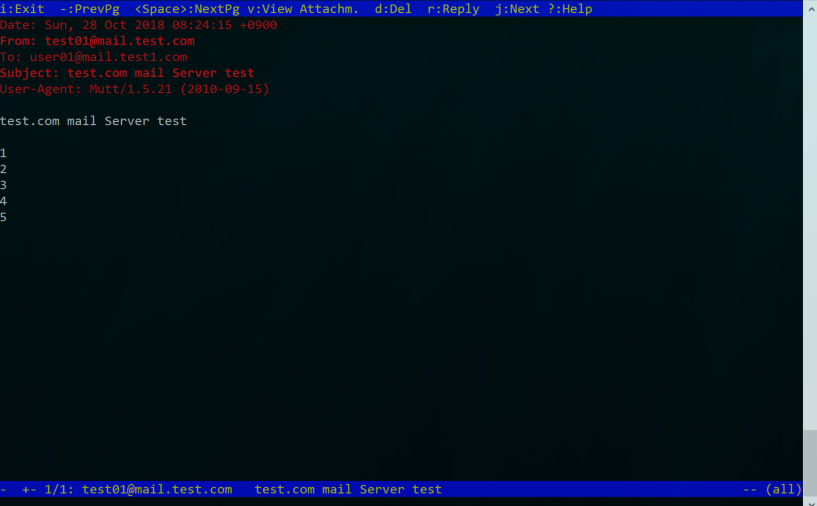 i:Exit  -:PrevPg  <Space>:NextPg v:View Attachm.  d:Del  r:Reply  j:Next ?:Help
Date: Sun, 28 Oct 2018 08:24:15 +0900
From: test01@mail.test.com
To: user01@mail.test1.com
Subject: test.com mail Server test
User-Agent: Mutt/1.5.21 (2010-09-15)
test.com mail Server test
1
2
3
4
5
-  +- 1/1: test01@mail.test.com   test.com mail Server test -- (all)